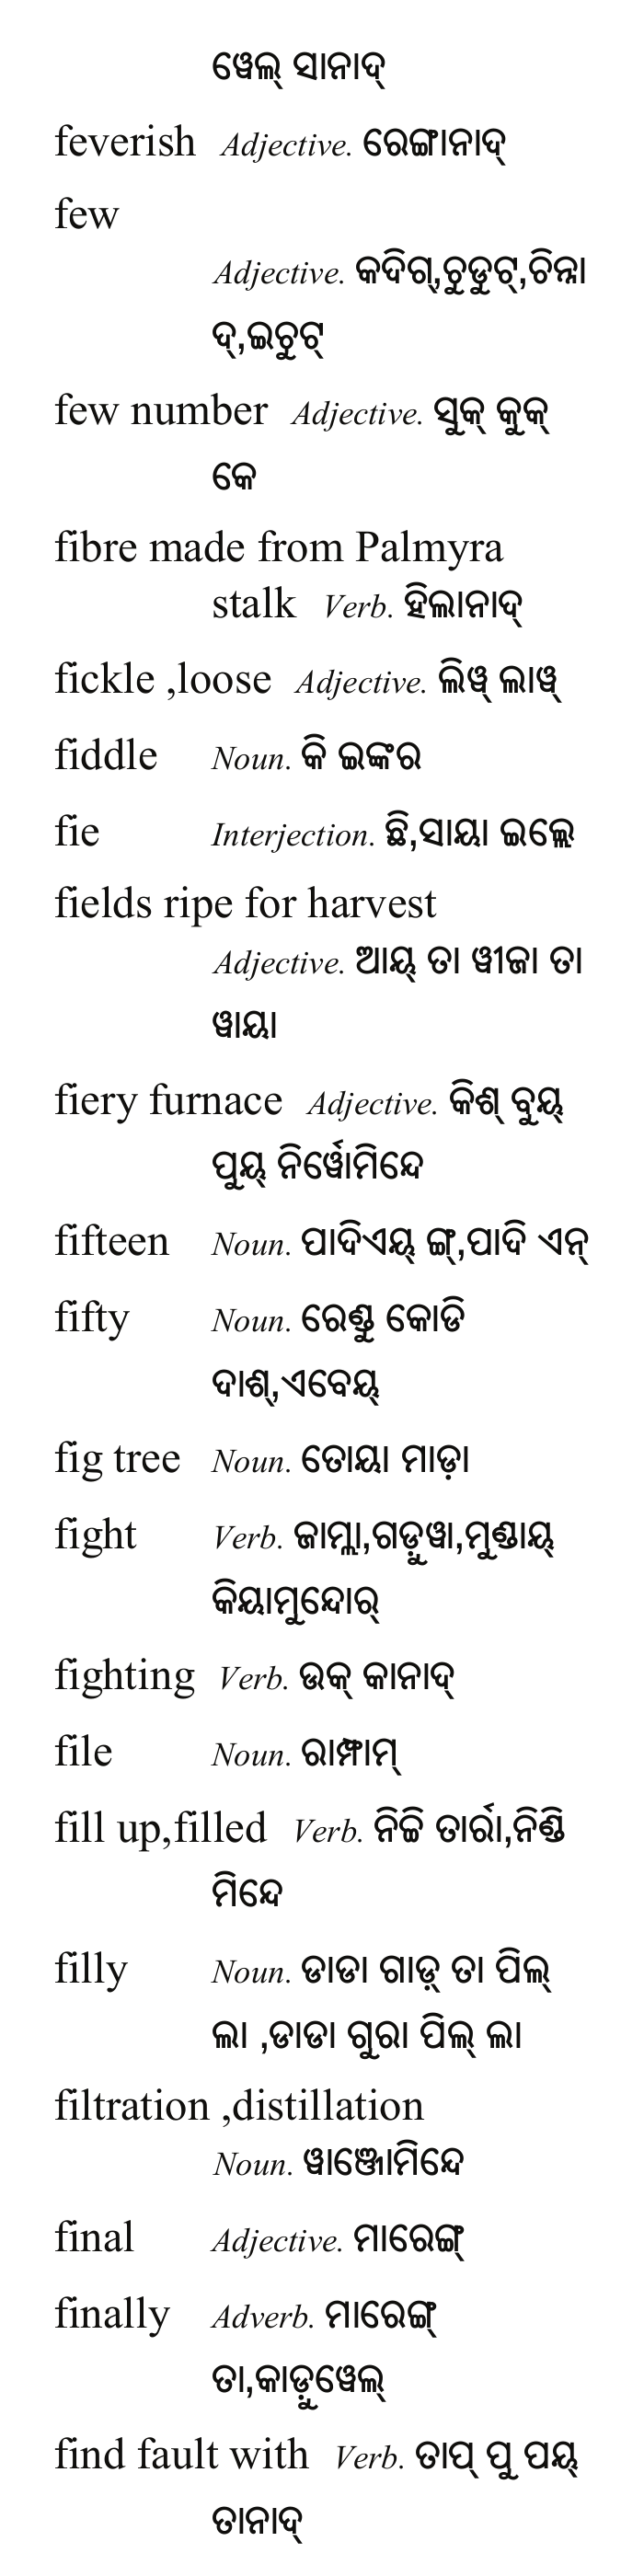 ୱେଲ୍ ସାନାଦ୍
feverish Adjective. ରେଙ୍ଗାନାଦ୍
few
Adjective. କଦିଗ୍,ଚୁଡୁଟ୍,ଚିନ୍ନା
ଦ୍,ଇଚୁଟ୍
few number Adjective. ସୁକ୍ କୁକ୍
କେ
fibre made from Palmyra
stalk Verb. ହିଲାନାଦ୍
fickle ,loose Adjective. ଲିୱ୍ ଲାୱ୍
fiddle Noun. କି ଇଙ୍କର
fie Interjection. ଛି,ସାୟା ଇଲ୍ଲେ
fields ripe for harvest
Adjective. ଆୟ୍ ତା ୱୀଜା ତା
ୱାୟା
fiery furnace Adjective. କିଶ୍ ବୁୟ୍
ପୁୟ୍ ନିର୍ୱୋମିନ୍ଦେ
fifteen Noun. ପାଦିଏୟ୍ ଙ୍ଗ୍,ପାଦି ଏନ୍
fifty Noun. ରେଣ୍ଡୁ କୋଡି
ଦାଶ୍,ଏବେୟ୍
fig tree Noun. ତୋୟା ମାଡ଼ା
fight Verb. ଜାମ୍ଲା,ଗଡ଼ୁୱା,ମୁଣ୍ଡାୟ୍
କିୟାମୁନ୍ଦୋର୍
fighting Verb. ଉକ୍ କାନାଦ୍
file Noun. ରାମ୍ଫାମ୍
fill up,filled Verb. ନିଚ୍ଚି ତାର୍ରା,ନିଣ୍ଡି
ମିନ୍ଦେ
filly Noun. ଡାଡା ଗାଡ଼୍ ତା ପିଲ୍
ଲା ,ଡାଡା ଗୁରା ପିଲ୍ ଲା
filtration ,distillation
Noun. ୱାଞ୍ଜୋମିନ୍ଦେ
final Adjective. ମାରେଙ୍ଗ୍
finally Adverb. ମାରେଙ୍ଗ୍
ତା,କାଡ଼ୁୱେଲ୍
find fault with Verb. ତାପ୍ ପୁ ପୟ୍
ତାନାଦ୍